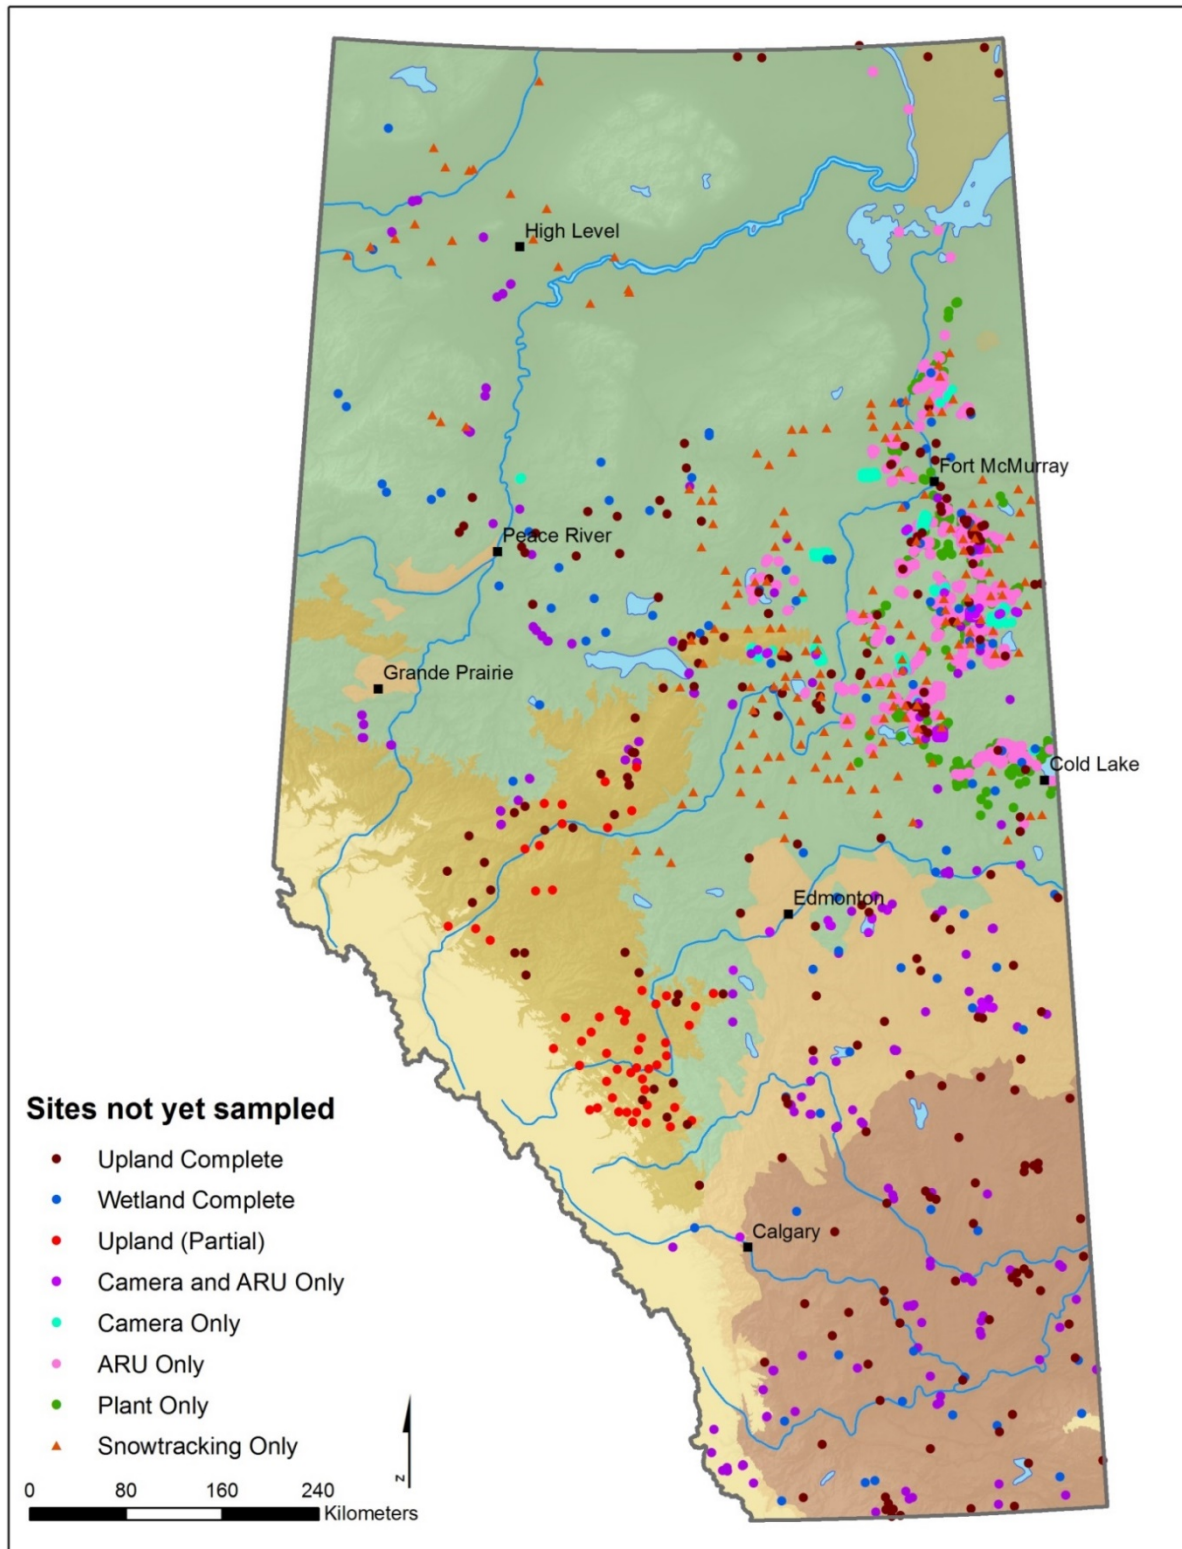 High Level
Fort McMurray
Peace River
Grande Prairie
Cold Lake
Edmonton
Calgary
Sites not yet sampled
Upland Complete
Wetland Complete
Upland (Partial)
Camera and ARU Only
Camera Only
ARU Only
Plant Only
Snowtracking Only
z
0 80 160 240
Kilometers